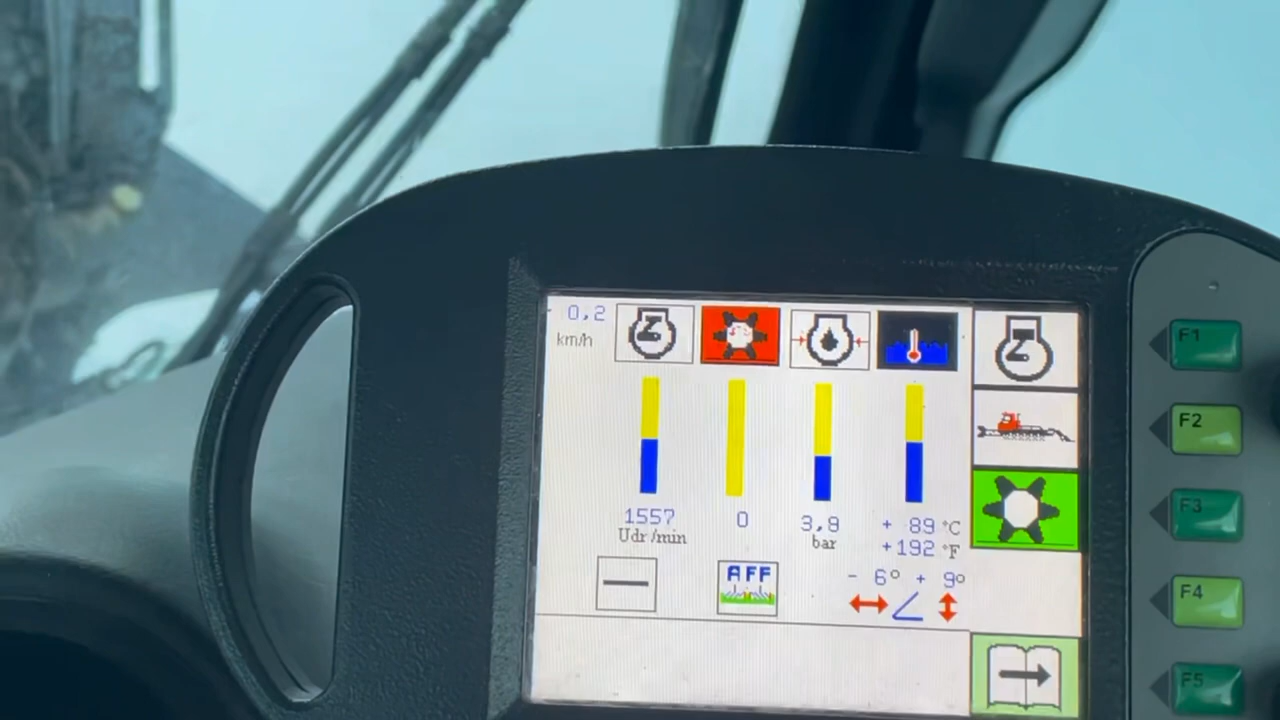 - 0,2
km/h
1557
Udr /min
0
3,9
bar
+ 89 °C
+192 °F
AFF
- 6° + 9°
F1
F2
F3
F4
F5